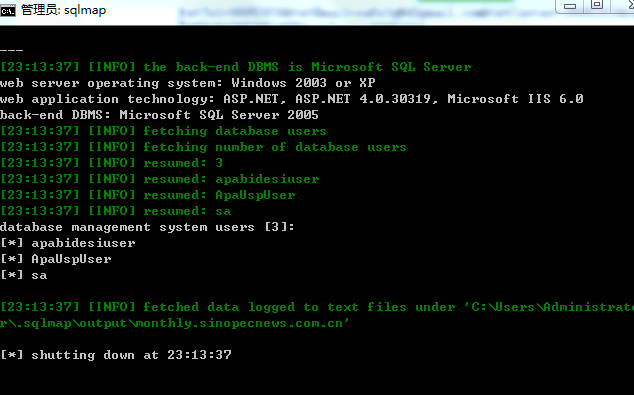 管理员: sqlmap
---
[23:13:37] [INFO] the back-end DBMS is Microsoft SQL Server
web server operating system: Windows 2003 or XP
web application technology: ASP.NET, ASP.NET 4.0.30319, Microsoft IIS 6.0
back-end DBMS: Microsoft SQL Server 2005
[23:13:37] [INFO] fetching database users
[23:13:37] [INFO] fetching number of database users
[23:13:37] [INFO] resumed: 3
[23:13:37] [INFO] resumed: apabidesiuser
[23:13:37] [INFO] resumed: ApaUspUser
[23:13:37] [INFO] resumed: sa
database management system users [3]:
[*] apabidesiuser
[*] ApaUspUser
[*] sa
[23:13:37] [INFO] fetched data logged to text files under 'C:\Users\Administrato
r\.sqlmap\output\monthly.sinopecnews.com.cn'
[*] shutting down at 23:13:37